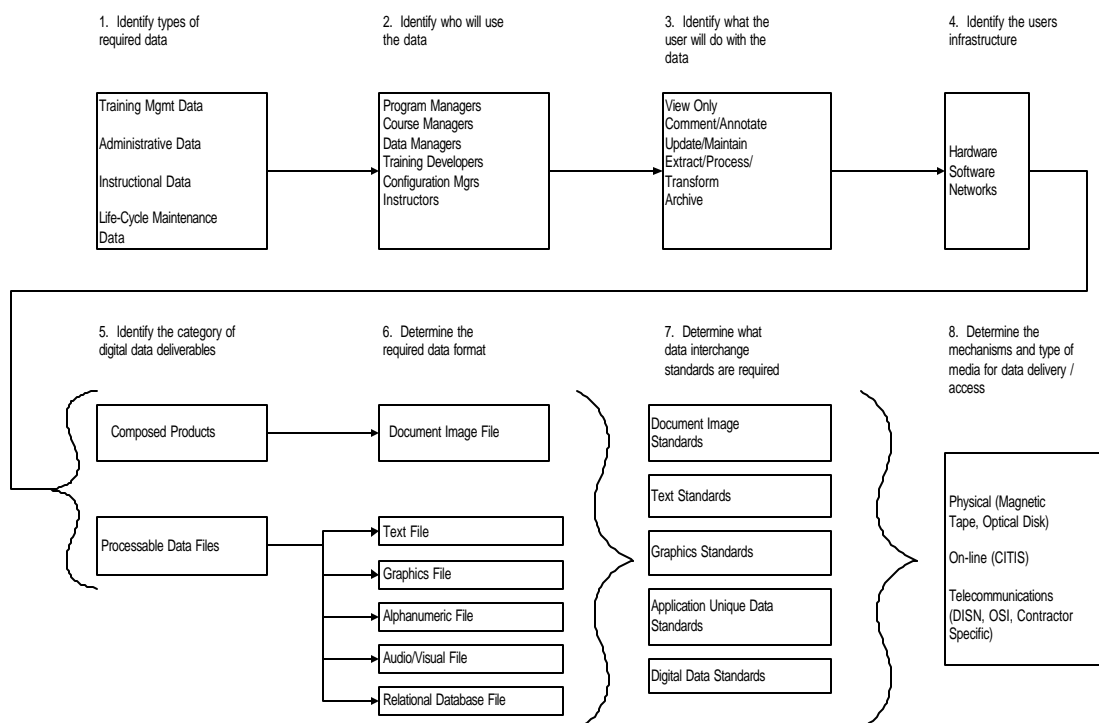 1. Identify types of
required data
2. Identify who will use
the data
3. Identify what the
user will do with the
data
4. Identify the users
infrastructure
Training Mgmt Data
Administrative Data
Instructional Data
Life-Cycle Maintenance
Data
Program Managers
Course Managers
Data Managers
Training Developers
Configuration Mgrs
Instructors
View Only
Comment/Annotate
Update/Maintain
Extract/Process/
Transform
Archive
Hardware
Software
Networks
5. Identify the category of
digital data deliverables
6. Determine the
required data format
7. Determine what
data interchange
standards are required
8. Determine the
mechanisms and type of
media for data delivery /
access
Composed Products
Processable Data Files
Document Image File
Text File
Graphics File
Alphanumeric File
Audio/Visual File
Relational Database File
Document Image
Standards
Text Standards
Graphics Standards
Application Unique Data
Standards
Digital Data Standards
Physical (Magnetic
Tape, Optical Disk)
On-line (CITIS)
Telecommunications
(DISN, OSI, Contractor
Specific)